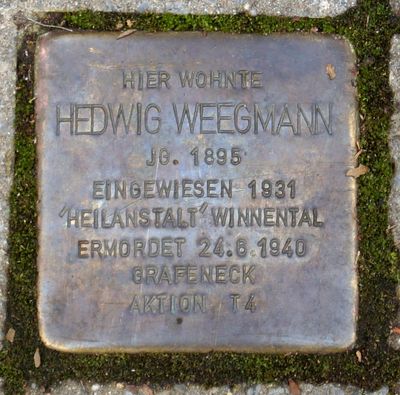 HIER WOHNTE
HEDWIG WEEGMANN
JG. 1895
EINGEWIESEN 1931
"HEILANSTALT" WINNENTAL
ERMORDET 24.6.1940
GRAFENECK
AKTION T4